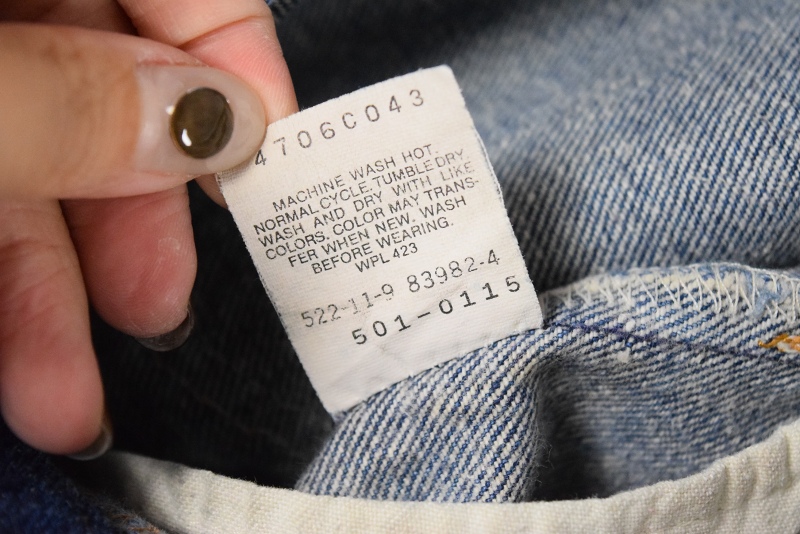 4706C043
MACHINE WASH HOT.
NORMAL CYCLE. TUMBLE DRY.
WASH AND DRY WITH LIKE
COLORS. COLOR MAY TRANS-
FER WHEN NEW. WASH
BEFORE WEARING.
WPL 423
522-11-9 83982-4
501-0115